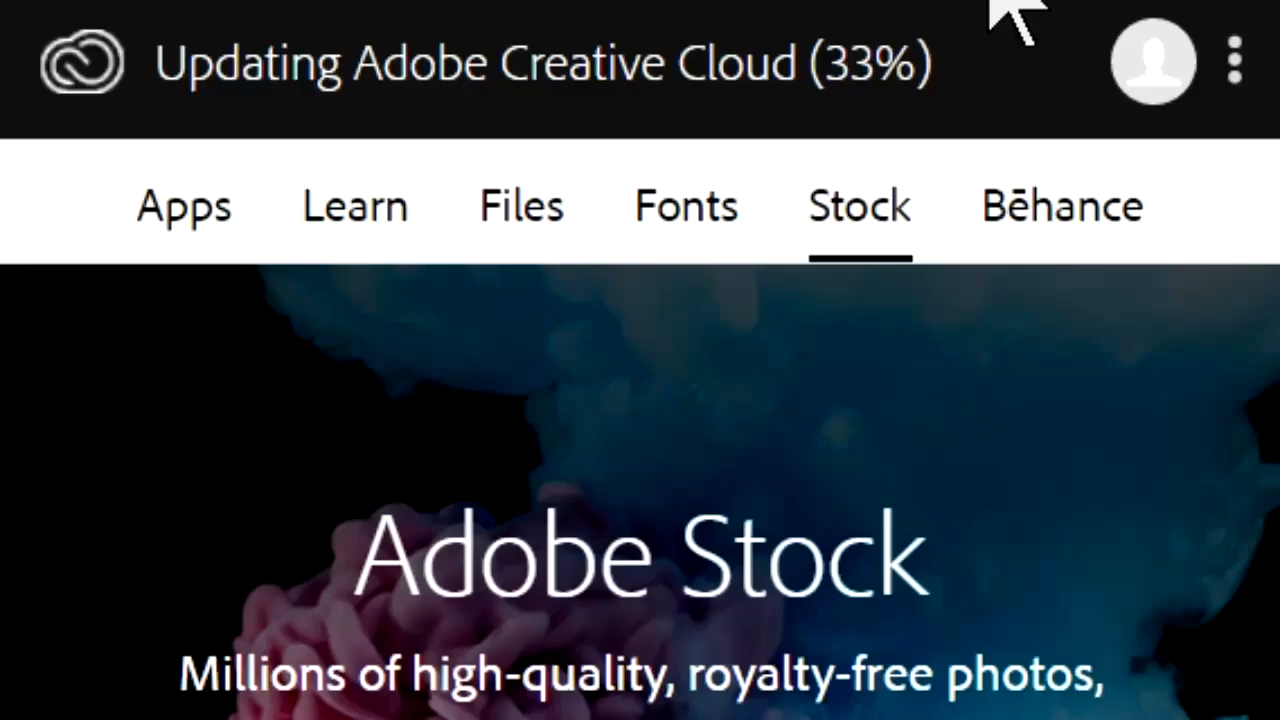 Updating Adobe Creative Cloud (33%)
Apps Learn Files Fonts Stock Bēhance
Adobe Stock
Millions of high-quality, royalty-free photos,